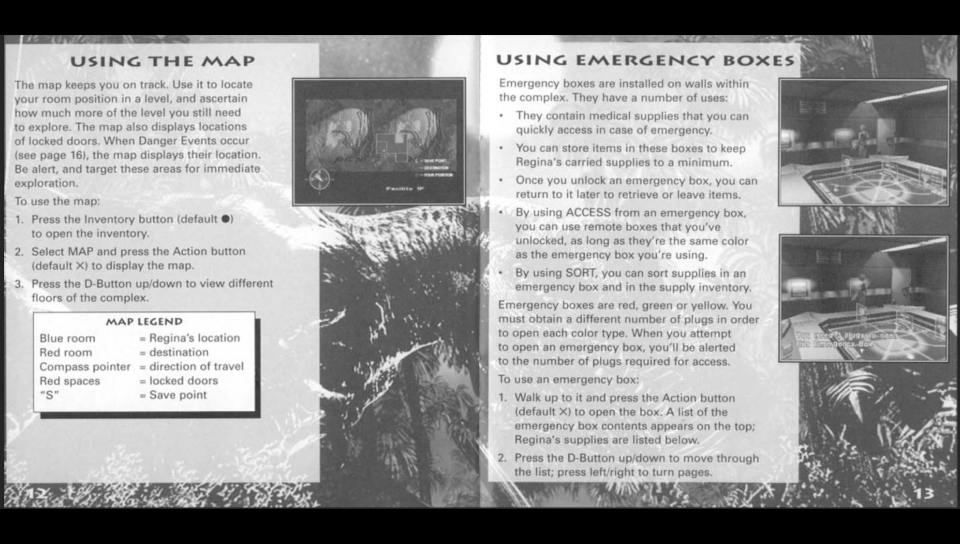 USING THE MAP
The map keeps you on track. Use it to locate
your room position in a level, and ascertain
how much more of the level you still need
to explore. The map also displays locations
of locked doors. When Danger Events occur
(see page 16), the map displays their location.
Be alert, and target these areas for immediate
exploration.
To use the map:
1. Press the Inventory button (default ●)
to open the inventory.
2. Select MAP and press the Action button
(default ✕) to display the map.
3. Press the D-Button up/down to view different
floors of the complex.
MAP LEGEND
Blue room = Regina's location
Red room = destination
Compass pointer = direction of travel
Red spaces = locked doors
"S" = Save point
12
USING EMERGENCY BOXES
Emergency boxes are installed on walls within
the complex. They have a number of uses:
• They contain medical supplies that you can
quickly access in case of emergency.
• You can store items in these boxes to keep
Regina's carried supplies to a minimum.
• Once you unlock an emergency box, you can
return to it later to retrieve or leave items.
• By using ACCESS from an emergency box,
you can use remote boxes that you've
unlocked, as long as they're the same color
as the emergency box you're using.
• By using SORT, you can sort supplies in an
emergency box and in the supply inventory.
Emergency boxes are red, green or yellow. You
must obtain a different number of plugs in order
to open each color type. When you attempt
to open an emergency box, you'll be alerted
to the number of plugs required for access.
To use an emergency box:
1. Walk up to it and press the Action button
(default ✕) to open the box. A list of the
emergency box contents appears on the top;
Regina's supplies are listed below.
2. Press the D-Button up/down to move through
the list; press left/right to turn pages.
13